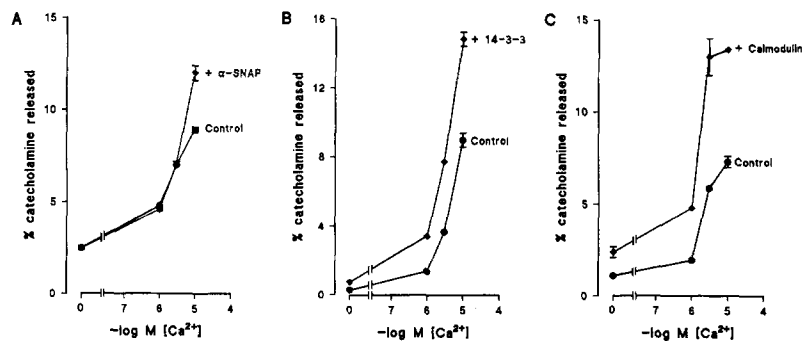 A
% catecholamine released
15
10
5
0
+ α-SNAP
Control
0 7 6 5 4
-log M [Ca²⁺]
B
% catecholamine released
16
12
8
4
0
+ 14-3-3
Control
0 7 6 5 4
-log M [Ca²⁺]
C
% catecholamine released
15
10
5
0
+ Calmodulin
Control
0 7 6 5 4
-log M [Ca²⁺]